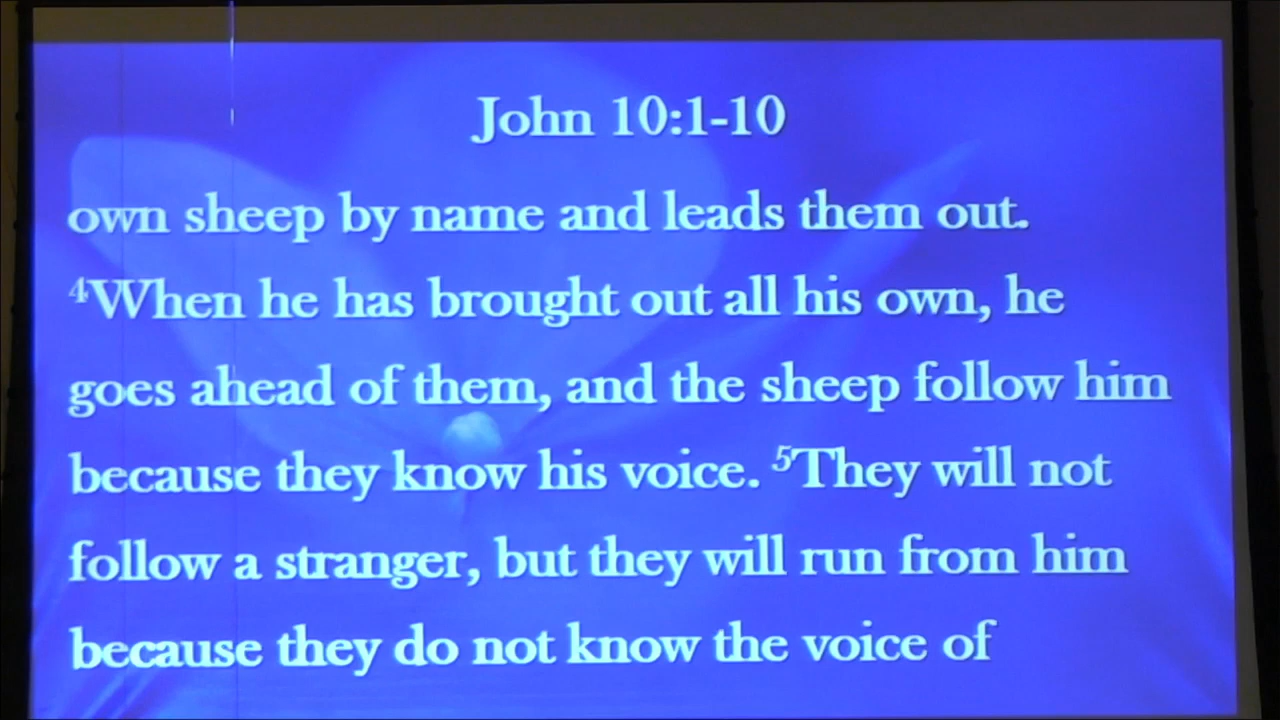 John 10:1-10
own sheep by name and leads them out.
⁴When he has brought out all his own, he
goes ahead of them, and the sheep follow him
because they know his voice. ⁵They will not
follow a stranger, but they will run from him
because they do not know the voice of